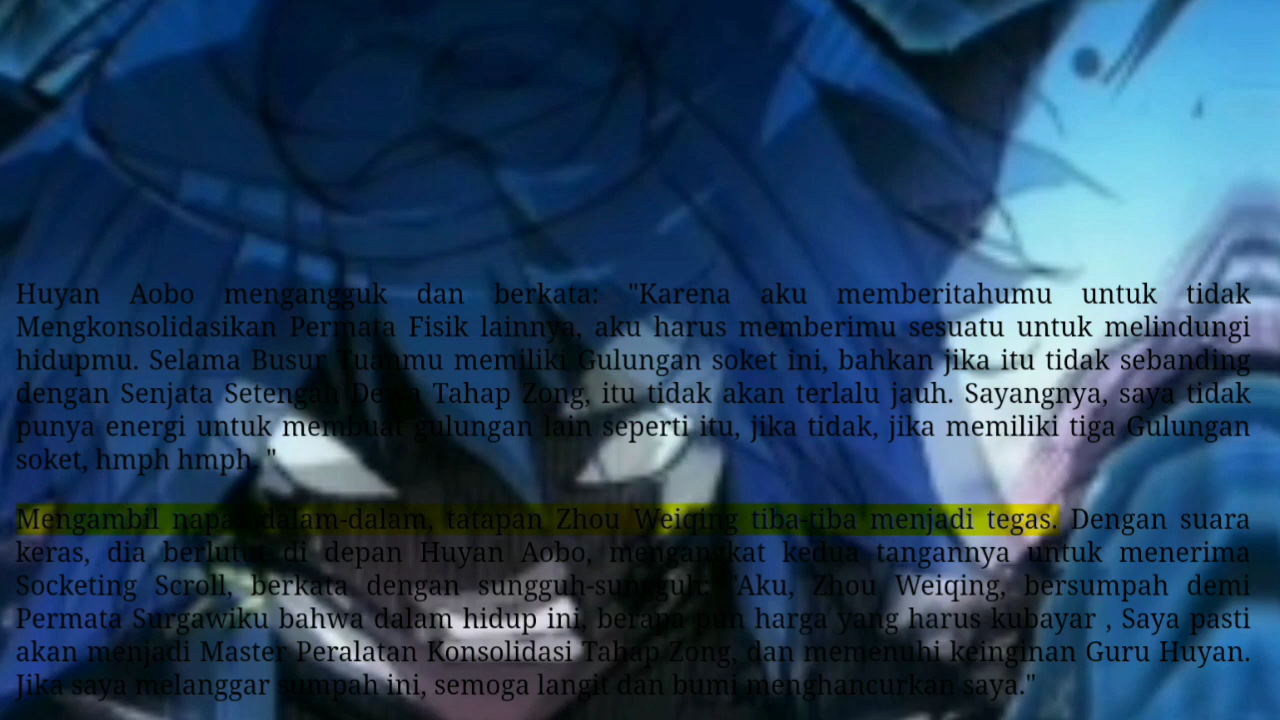 Huyan Aobo mengangguk dan berkata: "Karena aku memberitahumu untuk tidak
Mengkonsolidasikan Permata Fisik lainnya, aku harus memberimu sesuatu untuk melindungi
hidupmu. Selama Busur Tuanmu memiliki Gulungan soket ini, bahkan jika itu tidak sebanding
dengan Senjata Setengah Dewa Tahap Zong, itu tidak akan terlalu jauh. Sayangnya, saya tidak
punya energi untuk membuat gulungan lain seperti itu, jika tidak, jika memiliki tiga Gulungan
soket, hmph hmph. "
Mengambil napas dalam-dalam, tatapan Zhou Weiqing tiba-tiba menjadi tegas. Dengan suara
keras, dia berlutut di depan Huyan Aobo, mengangkat kedua tangannya untuk menerima
Socketing Scroll, berkata dengan sungguh-sungguh: "Aku, Zhou Weiqing, bersumpah demi
Permata Surgawiku bahwa dalam hidup ini, berapa pun harga yang harus kubayar , Saya pasti
akan menjadi Master Peralatan Konsolidasi Tahap Zong, dan memenuhi keinginan Guru Huyan.
Jika saya melanggar sumpah ini, semoga langit dan bumi menghancurkan saya."